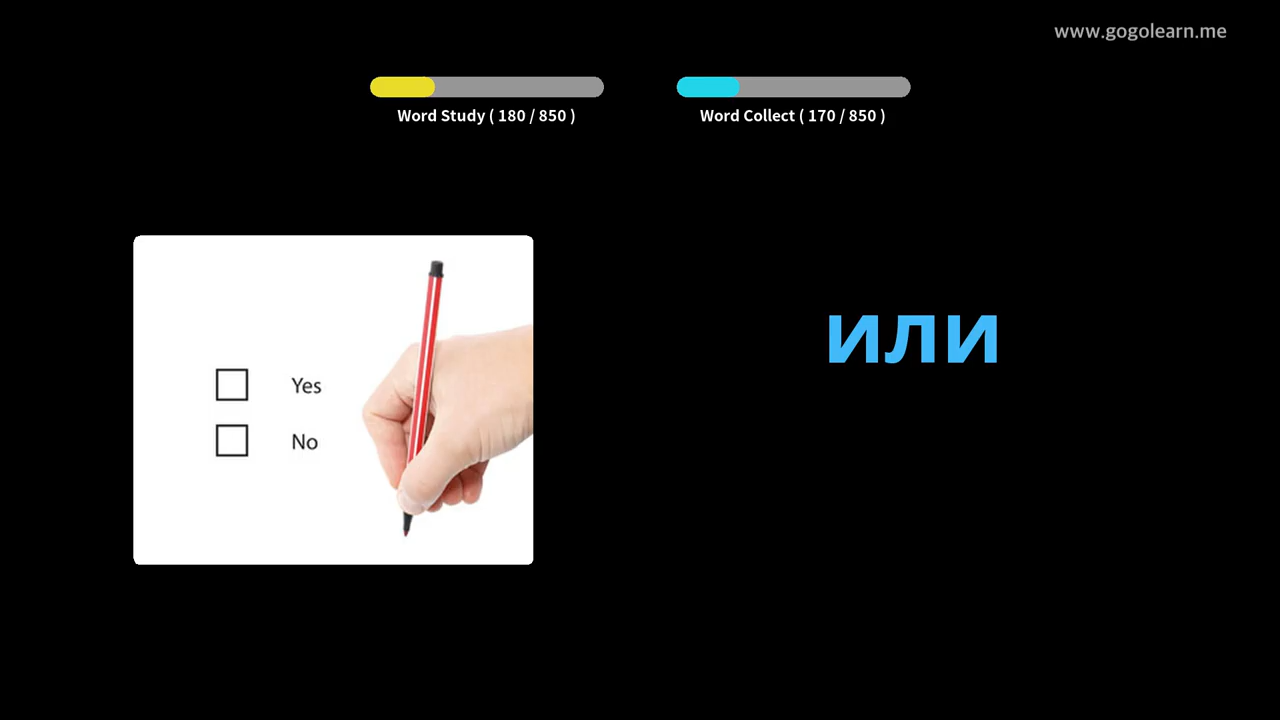 www.gogolearn.me
Word Study ( 180 / 850 )
Word Collect ( 170 / 850 )
или
Yes
No